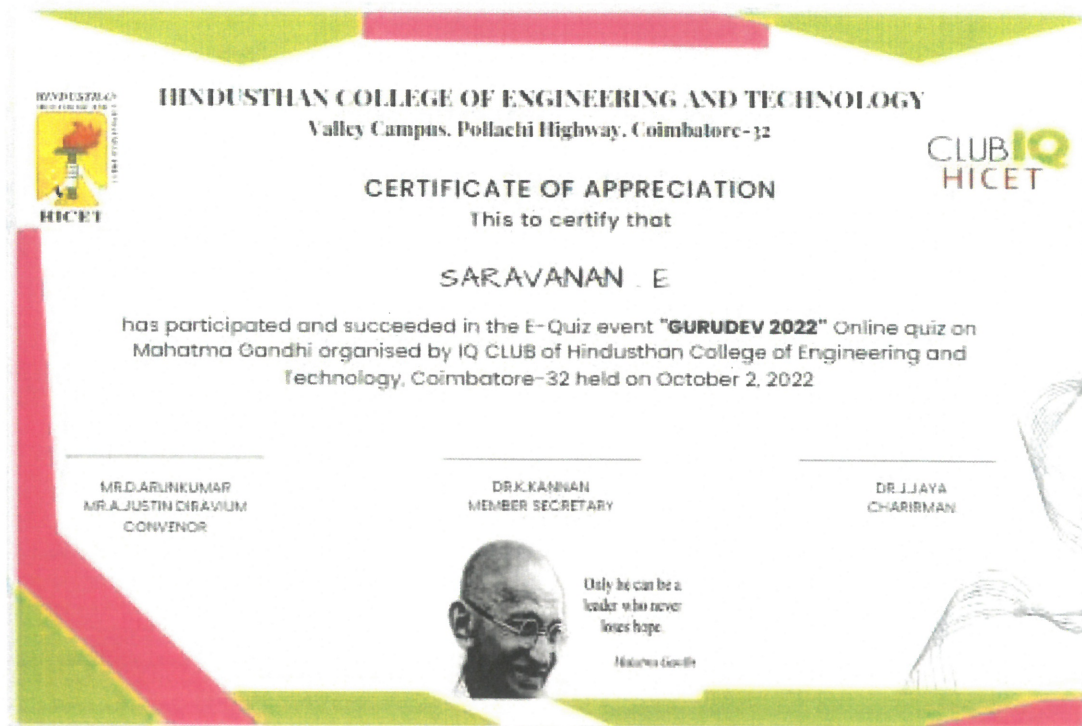 HINDUSTHAN COLLEGE OF ENGINEERING AND TECHNOLOGY
Valley Campus, Pollachi Highway, Coimbatore-32
HINDUSTHAN
HICET
CLUB IQ
HICET
CERTIFICATE OF APPRECIATION
This to certify that
SARAVANAN . E
has participated and succeeded in the E-Quiz event "GURUDEV 2022" Online quiz on
Mahatma Gandhi organised by IQ CLUB of Hindusthan College of Engineering and
Technology, Coimbatore-32 held on October 2, 2022
MR.D.ARUNKUMAR
MR.A.JUSTIN DIRAVIUM
CONVENOR
DR.K.KANNAN
MEMBER SECRETARY
DR.J.JAYA
CHARIRMAN
Only he can be a
leader who never
loses hope.
Mahatma Gandhi